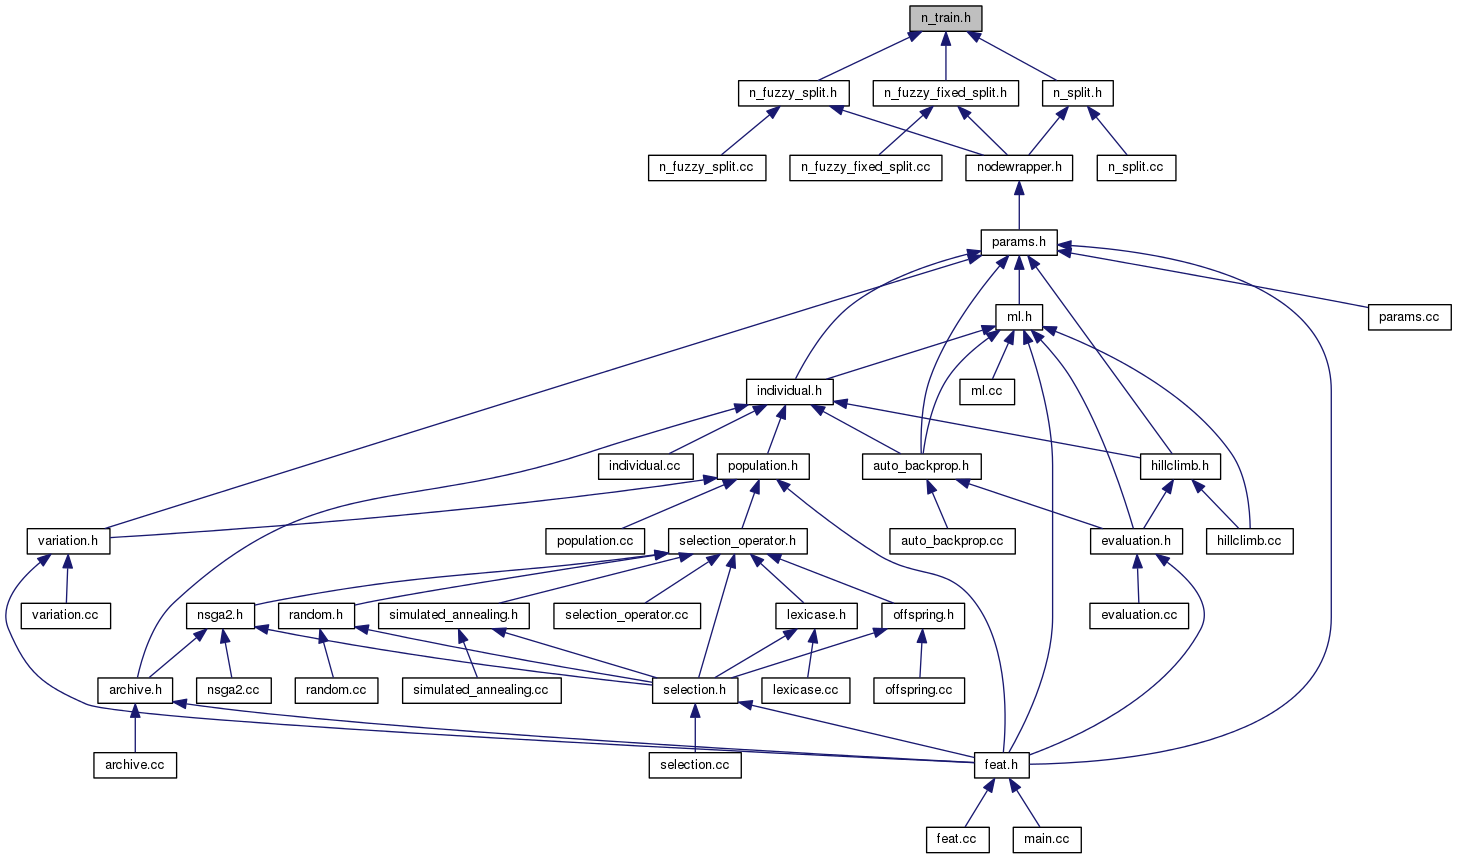 n_train.h
n_fuzzy_split.h
n_fuzzy_fixed_split.h
n_split.h
n_fuzzy_split.cc
n_fuzzy_fixed_split.cc
nodewrapper.h
n_split.cc
params.h
ml.h
params.cc
individual.h
ml.cc
individual.cc
population.h
auto_backprop.h
hillclimb.h
variation.h
population.cc
selection_operator.h
auto_backprop.cc
evaluation.h
hillclimb.cc
variation.cc
nsga2.h
random.h
simulated_annealing.h
selection_operator.cc
lexicase.h
offspring.h
evaluation.cc
archive.h
nsga2.cc
random.cc
simulated_annealing.cc
selection.h
lexicase.cc
offspring.cc
archive.cc
selection.cc
feat.h
feat.cc
main.cc